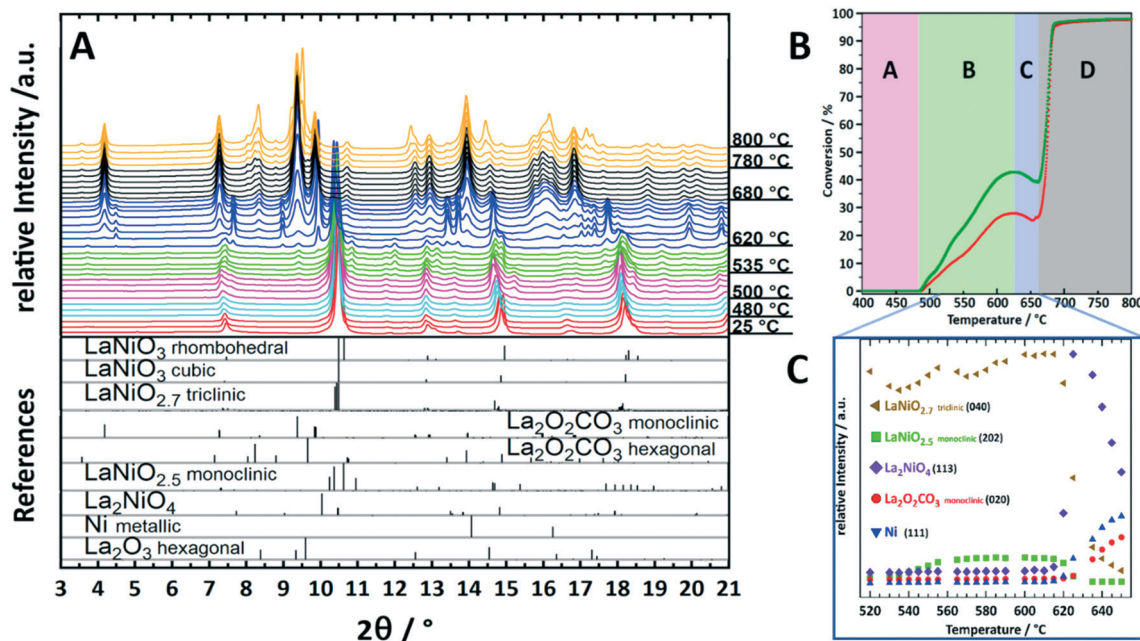 A
relative Intensity /a.u.
800 °C
780 °C
680 °C
620 °C
535 °C
500 °C
480 °C
25 °C
References
LaNiO3 rhombohedral
LaNiO3 cubic
LaNiO2.7 triclinic
La2O2CO3 monoclinic
La2O2CO3 hexagonal
LaNiO2.5 monoclinic
La2NiO4
Ni metallic
La2O3 hexagonal
3 4 5 6 7 8 9 10 11 12 13 14 15 16 17 18 19 20 21
2θ / °
B
Conversion / %
100
90
80
70
60
50
40
30
20
10
0
A B C D
400 450 500 550 600 650 700 750 800
Temperature / °C
C
relative Intensity / a.u.
LaNiO2.7 triclinic (040)
LaNiO2.5 monoclinic (202)
La2NiO4 (113)
La2O2CO3 monoclinic (020)
Ni (111)
520 540 560 580 600 620 640
Temperature / °C